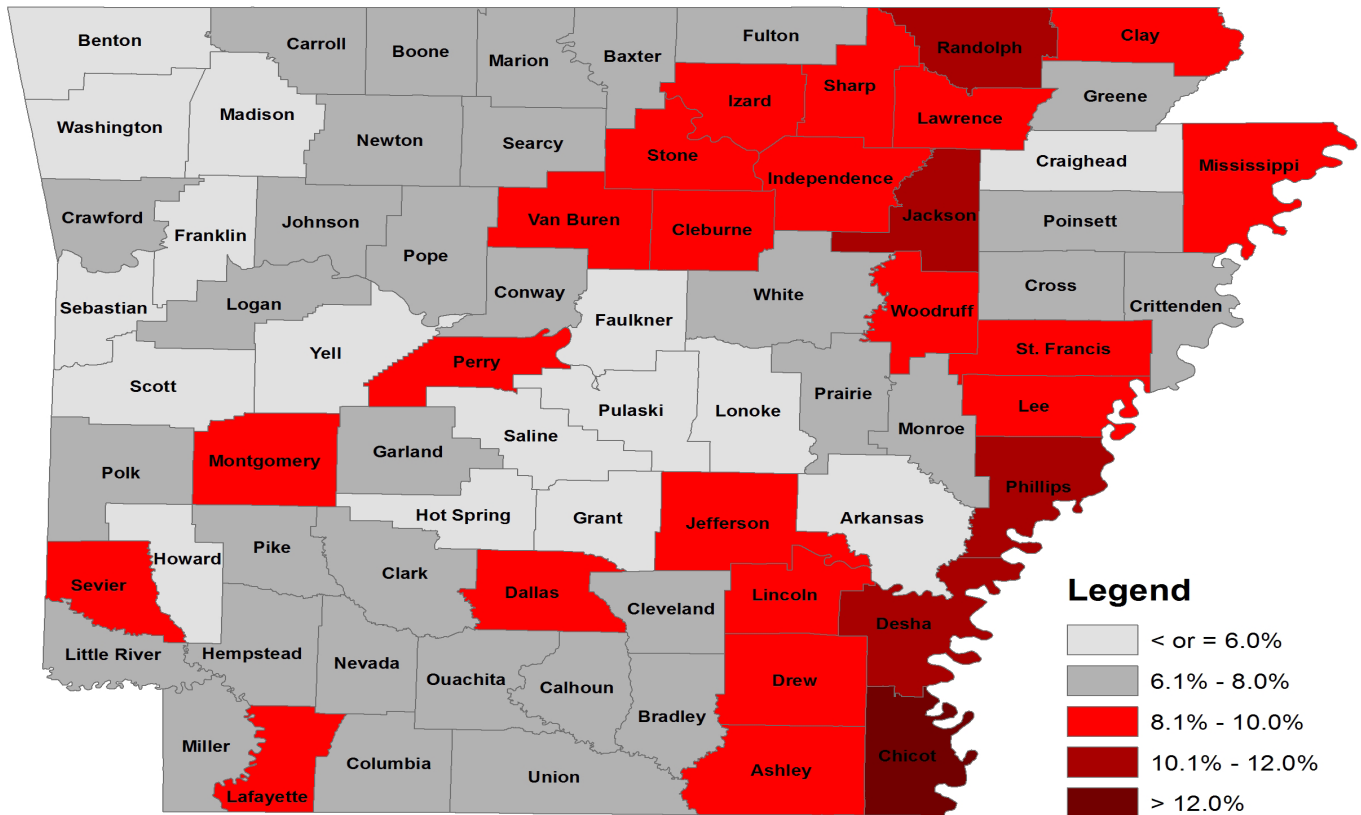 Benton
Carroll
Boone
Marion
Baxter
Fulton
Randolph
Clay
Washington
Madison
Newton
Searcy
Stone
Izard
Sharp
Lawrence
Greene
Craighead
Mississippi
Crawford
Franklin
Johnson
Pope
Van Buren
Cleburne
Independence
Jackson
Poinsett
Sebastian
Logan
Conway
Faulkner
White
Woodruff
Cross
Crittenden
Scott
Yell
Perry
Saline
Pulaski
Lonoke
Prairie
Monroe
St. Francis
Lee
Polk
Montgomery
Garland
Hot Spring
Grant
Jefferson
Arkansas
Phillips
Sevier
Howard
Pike
Clark
Dallas
Cleveland
Lincoln
Desha
Little River
Hempstead
Nevada
Ouachita
Calhoun
Bradley
Drew
Miller
Lafayette
Columbia
Union
Ashley
Chicot
Legend
< or = 6.0%
6.1% - 8.0%
8.1% - 10.0%
10.1% - 12.0%
> 12.0%